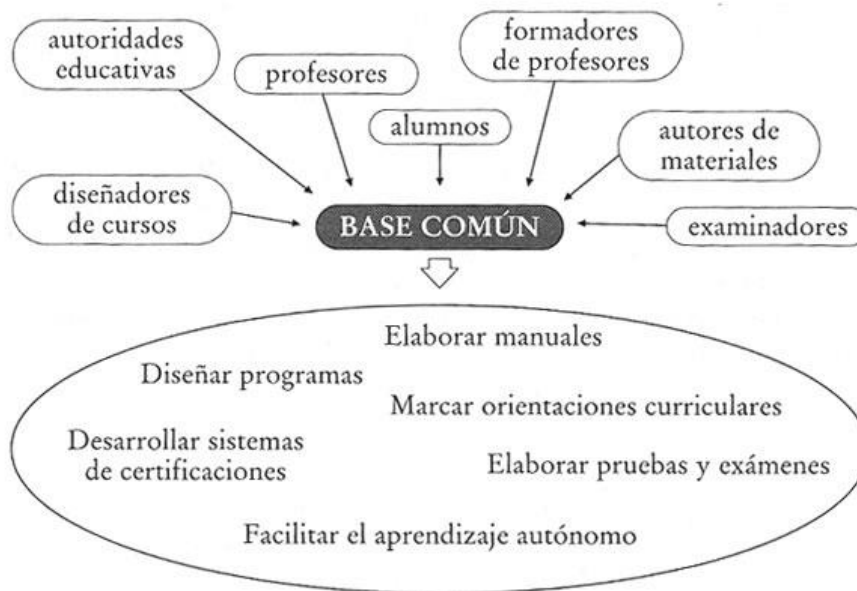 autoridades
educativas
profesores
formadores
de profesores
alumnos
autores de
materiales
diseñadores
de cursos
BASE COMÚN
examinadores
Elaborar manuales
Diseñar programas
Marcar orientaciones curriculares
Desarrollar sistemas
de certificaciones
Elaborar pruebas y exámenes
Facilitar el aprendizaje autónomo